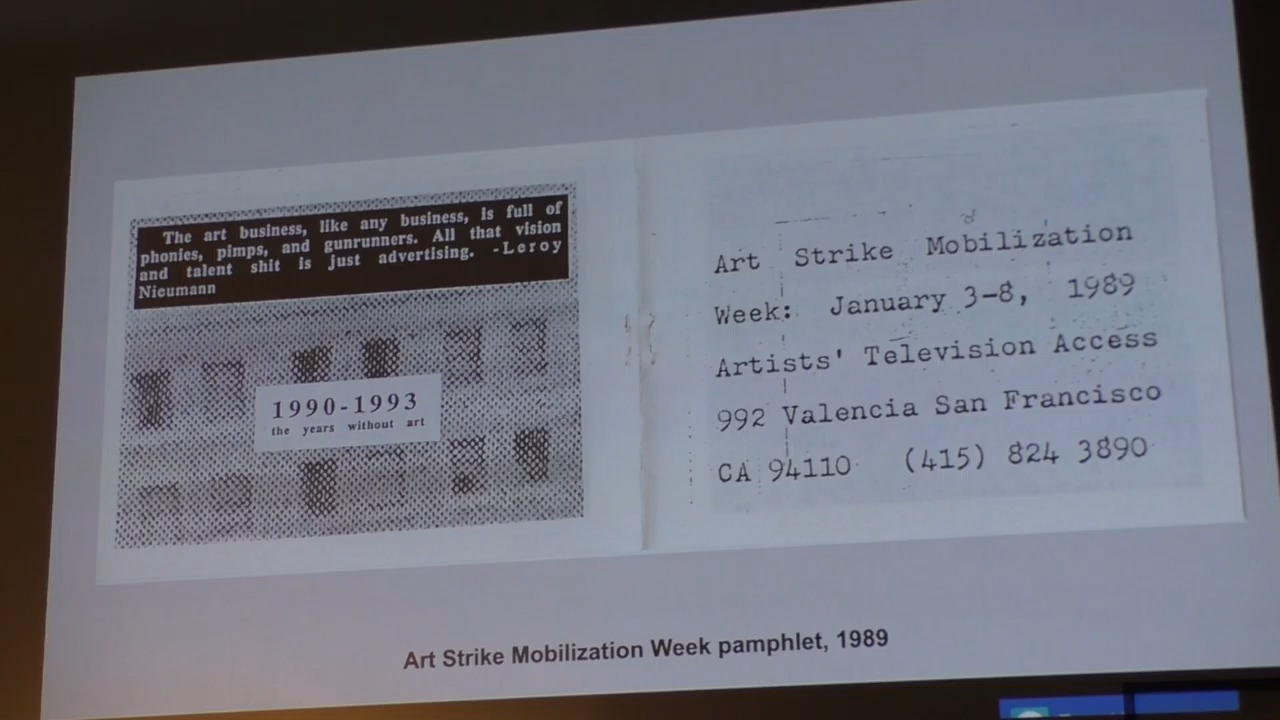 The art business, like any business, is full of
phonies, pimps, and gunrunners. All that vision
and talent shit is just advertising. -Leroy
Nieumann
1990-1993
the years without art
Art Strike Mobilization
Week: January 3-8, 1989
Artists' Television Access
992 Valencia San Francisco
CA 94110 (415) 824 3890
Art Strike Mobilization Week pamphlet, 1989